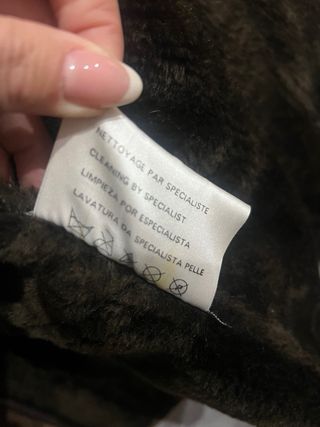 NETTOYAGE PAR SPECIALISTE
CLEANING BY SPECIALIST
LIMPIEZA POR ESPECIALISTA
LAVATURA DA SPECIALISTA PELLE